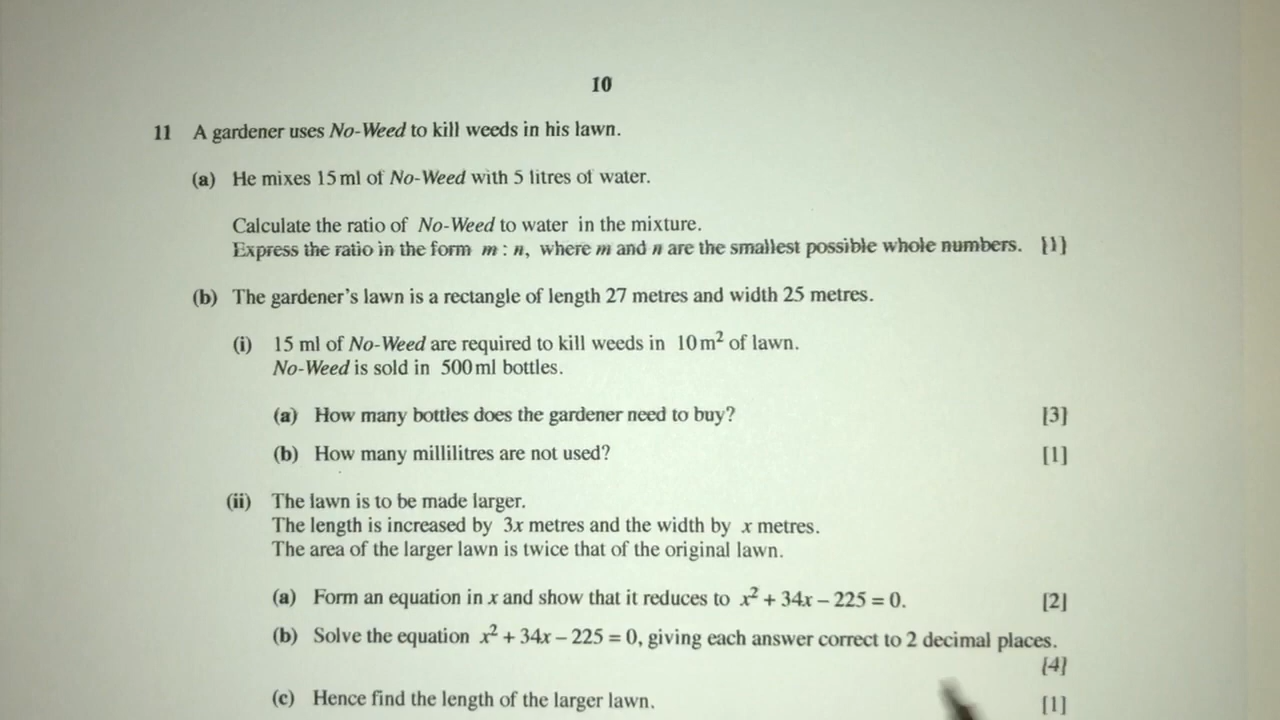 10
11 A gardener uses No-Weed to kill weeds in his lawn.
(a) He mixes 15 ml of No-Weed with 5 litres of water.
Calculate the ratio of No-Weed to water in the mixture.
Express the ratio in the form m : n, where m and n are the smallest possible whole numbers. [1]
(b) The gardener's lawn is a rectangle of length 27 metres and width 25 metres.
(i) 15 ml of No-Weed are required to kill weeds in 10 m² of lawn.
No-Weed is sold in 500 ml bottles.
(a) How many bottles does the gardener need to buy? [3]
(b) How many millilitres are not used? [1]
(ii) The lawn is to be made larger.
The length is increased by 3x metres and the width by x metres.
The area of the larger lawn is twice that of the original lawn.
(a) Form an equation in x and show that it reduces to x² + 34x – 225 = 0. [2]
(b) Solve the equation x² + 34x – 225 = 0, giving each answer correct to 2 decimal places.
[4]
(c) Hence find the length of the larger lawn. [1]